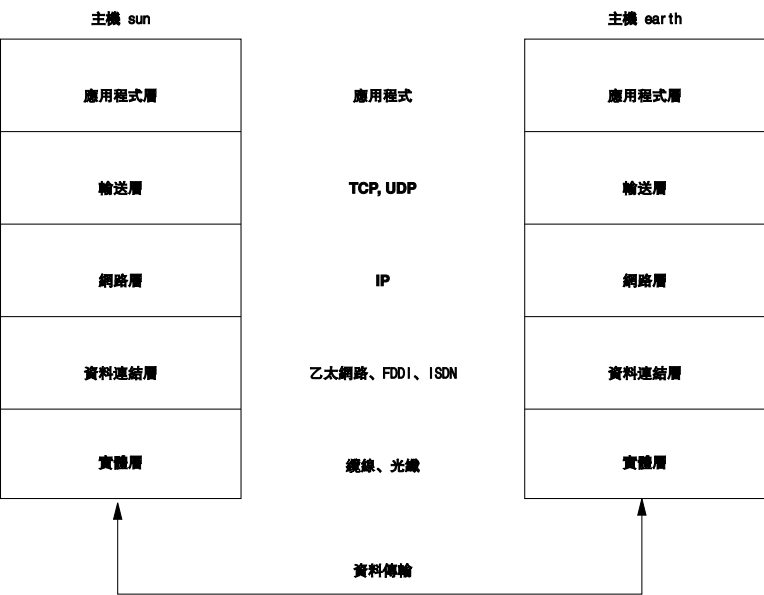 主機 sun
主機 earth
應用程式層
應用程式
應用程式層
輸送層
TCP, UDP
輸送層
網路層
IP
網路層
資料連結層
乙太網路、FDDI、ISDN
資料連結層
實體層
纜線、光纖
實體層
資料傳輸